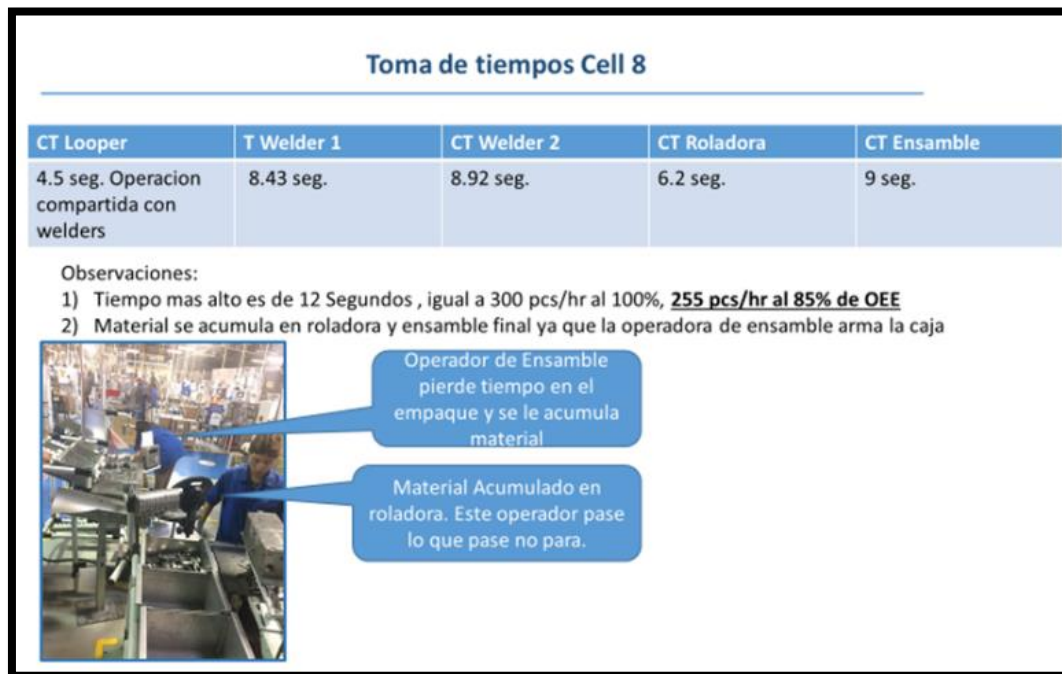 Toma de tiempos Cell 8
CT Looper T Welder 1 CT Welder 2 CT Roladora CT Ensamble
4.5 seg. Operacion 8.43 seg. 8.92 seg. 6.2 seg. 9 seg.
compartida con
welders
Observaciones:
1) Tiempo mas alto es de 12 Segundos , igual a 300 pcs/hr al 100%, 255 pcs/hr al 85% de OEE
2) Material se acumula en roladora y ensamble final ya que la operadora de ensamble arma la caja
Operador de Ensamble
pierde tiempo en el
empaque y se le acumula
material
Material Acumulado en
roladora. Este operador pase
lo que pase no para.